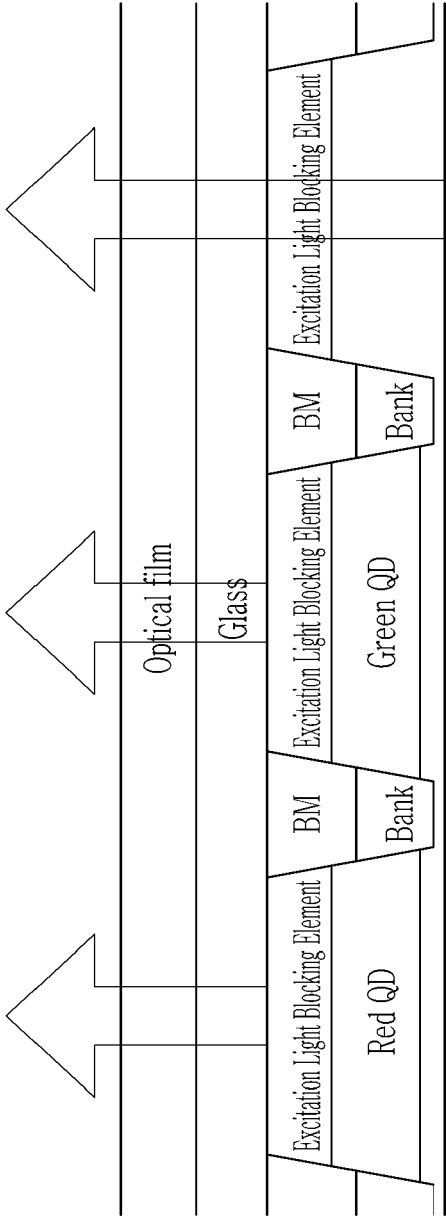 Optical film
Glass
Excitation Light Blocking Element
BM
Excitation Light Blocking Element
BM
Excitation Light Blocking Element
Red QD
Bank
Green QD
Bank